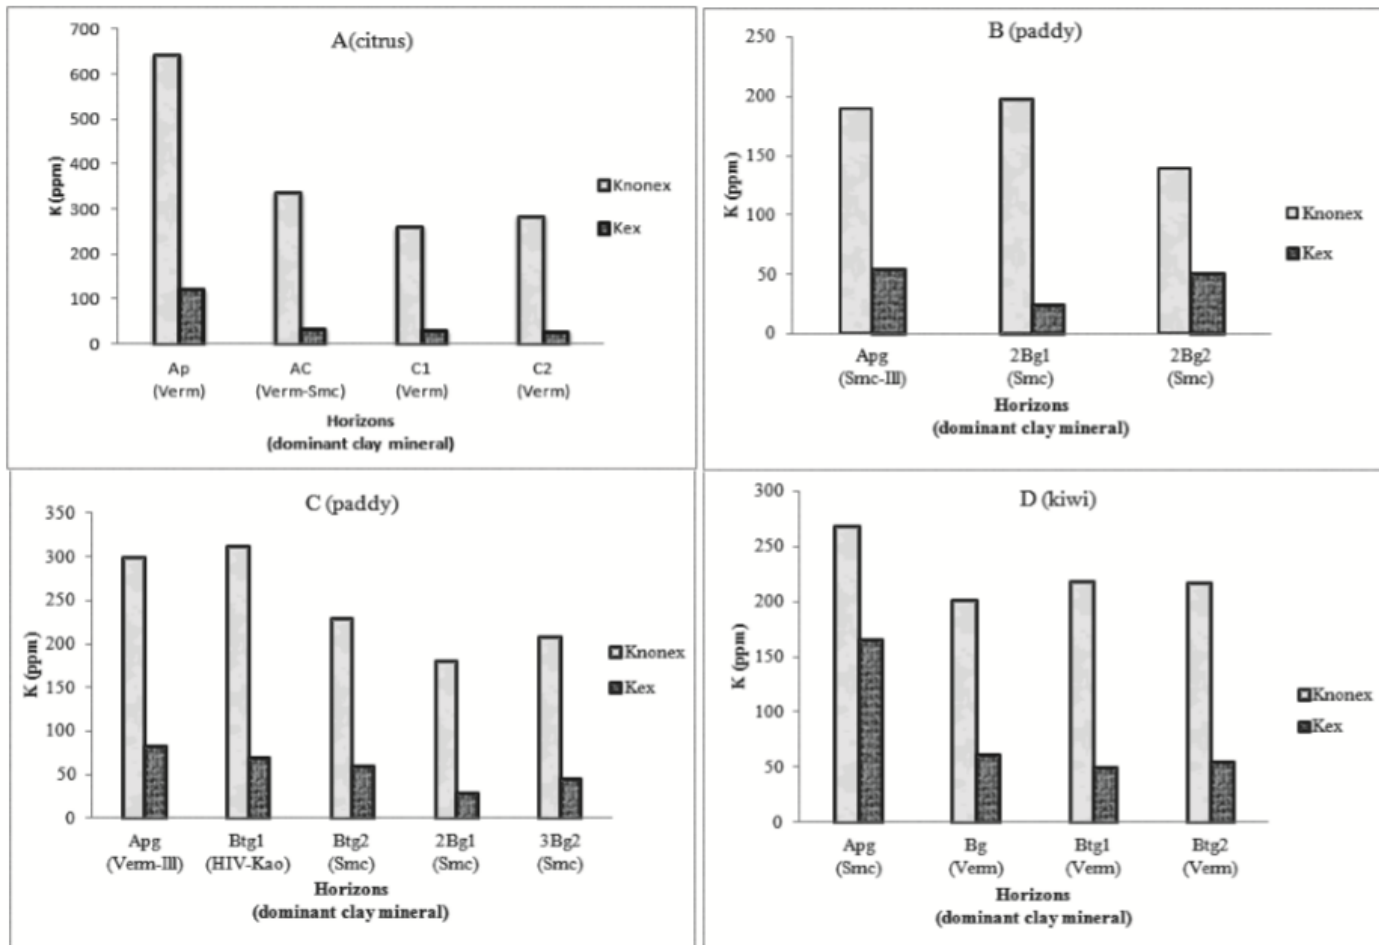 A(citrus)
700
600
500
400
300
200
100
0
K (ppm)
Knonex
Kex
Ap AC C1 C2
(Verm) (Verm-Smc) (Verm) (Verm)
Horizons
(dominant clay mineral)
B (paddy)
250
200
150
100
50
0
K (ppm)
Knonex
Kex
Apg 2Bg1 2Bg2
(Smc-Ill) (Smc) (Smc)
Horizons
(dominant clay mineral)
C (paddy)
350
300
250
200
150
100
50
0
K (ppm)
Knonex
Kex
Apg Btg1 Btg2 2Bg1 3Bg2
(Verm-Ill) (HIV-Kao) (Smc) (Smc) (Smc)
Horizons
(dominant clay mineral)
D (kiwi)
300
250
200
150
100
50
0
K (ppm)
Knonex
Kex
Apg Bg Btg1 Btg2
(Smc) (Verm) (Verm) (Verm)
Horizons
(dominant clay mineral)